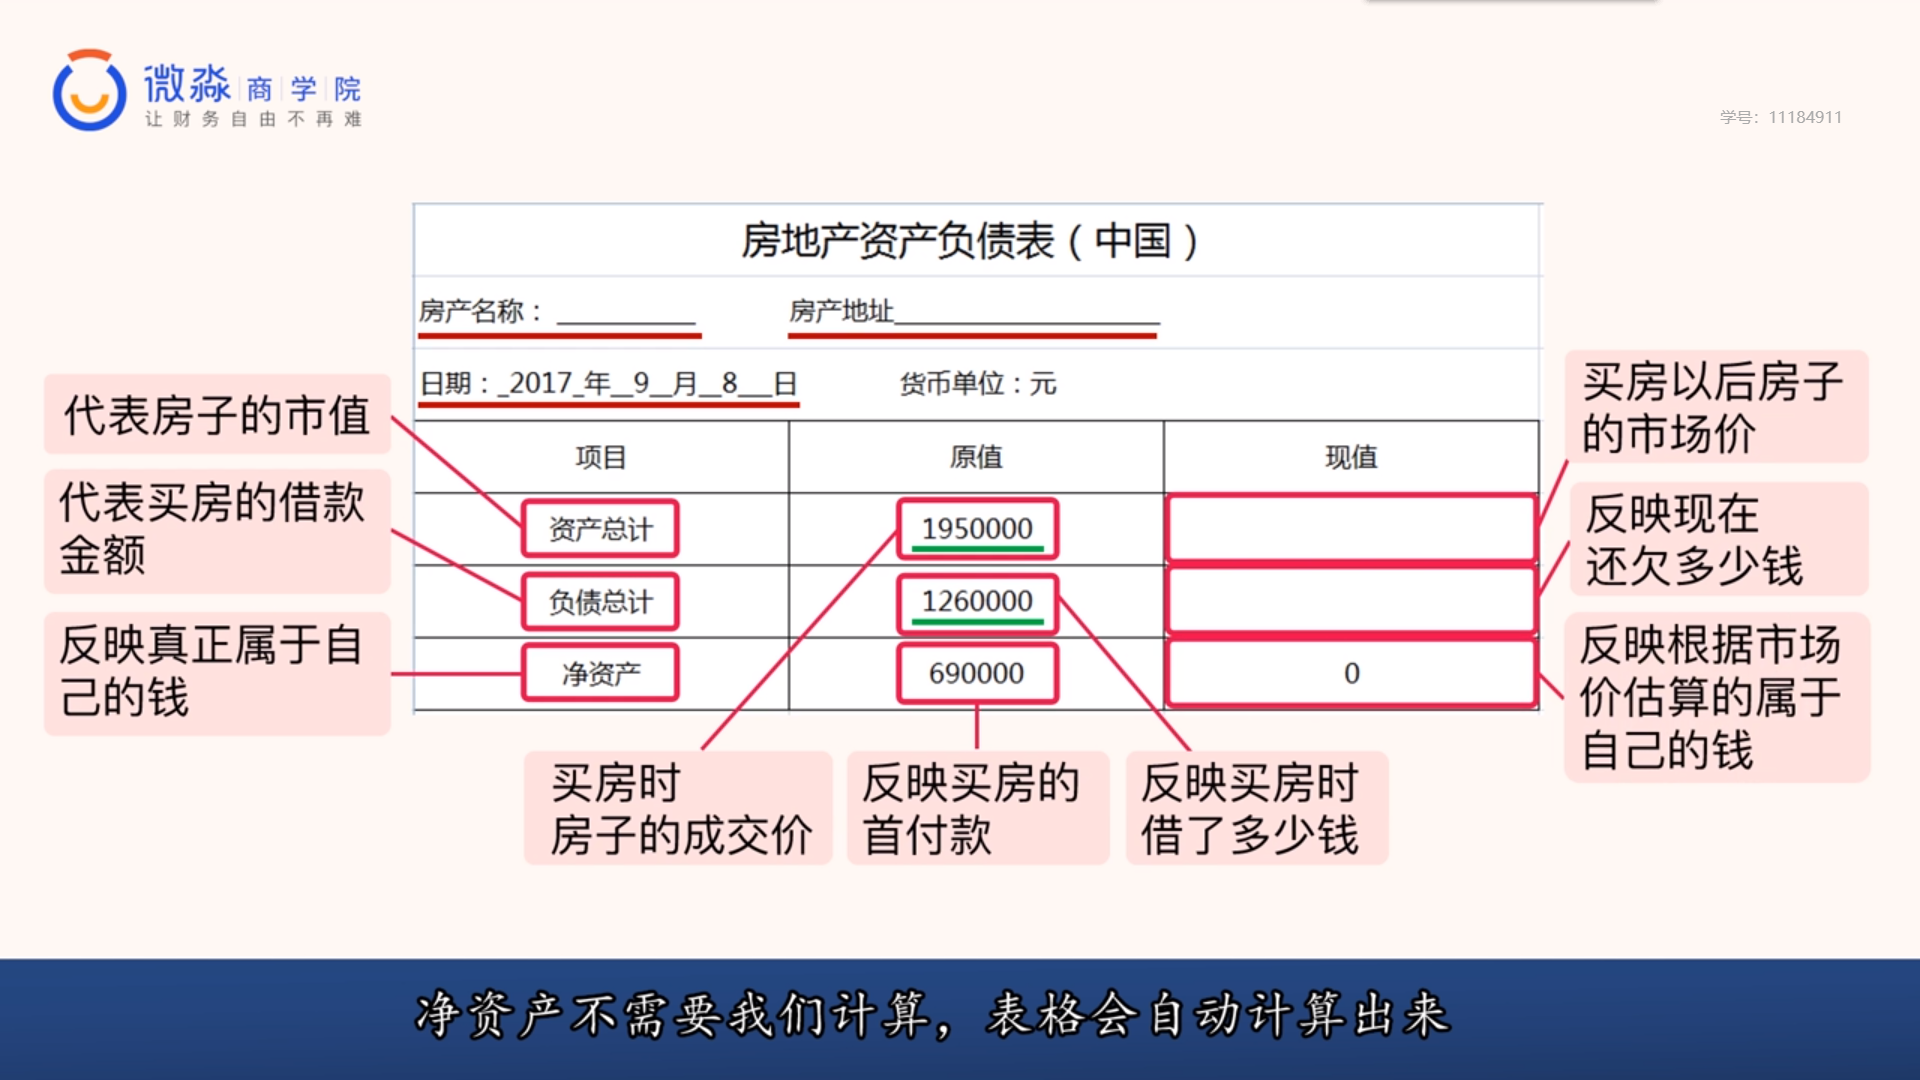 微淼 商 学 院
让财务自由不再难
学号：11184911
房地产资产负债表（中国）
房产名称：__________ 房产地址___________________
日期：_2017_年__9__月__8___日 货币单位：元
项目 原值 现值
资产总计 1950000
负债总计 1260000
净资产 690000 0
代表房子的市值
代表买房的借款
金额
反映真正属于自
己的钱
买房时
房子的成交价
反映买房的
首付款
反映买房时
借了多少钱
买房以后房子
的市场价
反映现在
还欠多少钱
反映根据市场
价估算的属于
自己的钱
净资产不需要我们计算，表格会自动计算出来